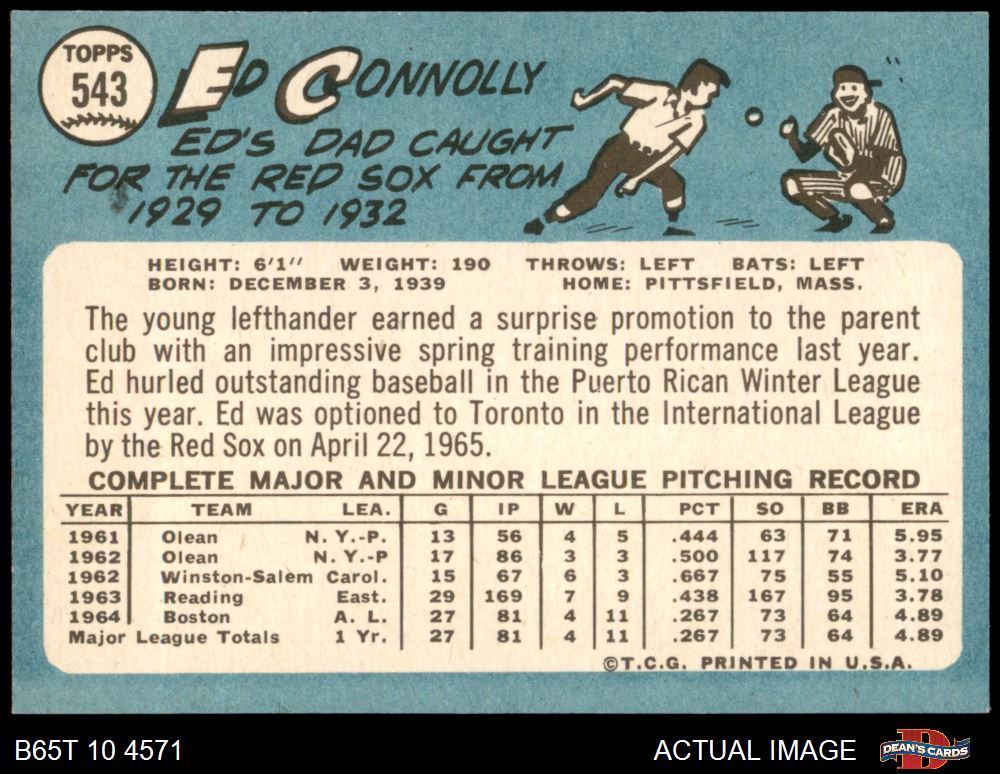 TOPPS
543
ED CONNOLLY
ED'S DAD CAUGHT
FOR THE RED SOX FROM
1929 TO 1932
HEIGHT: 6'1" WEIGHT: 190 THROWS: LEFT BATS: LEFT
BORN: DECEMBER 3, 1939 HOME: PITTSFIELD, MASS.
The young lefthander earned a surprise promotion to the parent
club with an impressive spring training performance last year.
Ed hurled outstanding baseball in the Puerto Rican Winter League
this year. Ed was optioned to Toronto in the International League
by the Red Sox on April 22, 1965.
COMPLETE MAJOR AND MINOR LEAGUE PITCHING RECORD
YEAR TEAM LEA. G IP W L PCT SO BB ERA
1961 Olean N. Y.-P. 13 56 4 5 .444 63 71 5.95
1962 Olean N. Y.-P 17 86 3 3 .500 117 74 3.77
1962 Winston-Salem Carol. 15 67 6 3 .667 75 55 5.10
1963 Reading East. 29 169 7 9 .438 167 95 3.78
1964 Boston A. L. 27 81 4 11 .267 73 64 4.89
Major League Totals 1 Yr. 27 81 4 11 .267 73 64 4.89
©T.C.G. PRINTED IN U.S.A.
B65T 10 4571 ACTUAL IMAGE DEAN'S CARDS